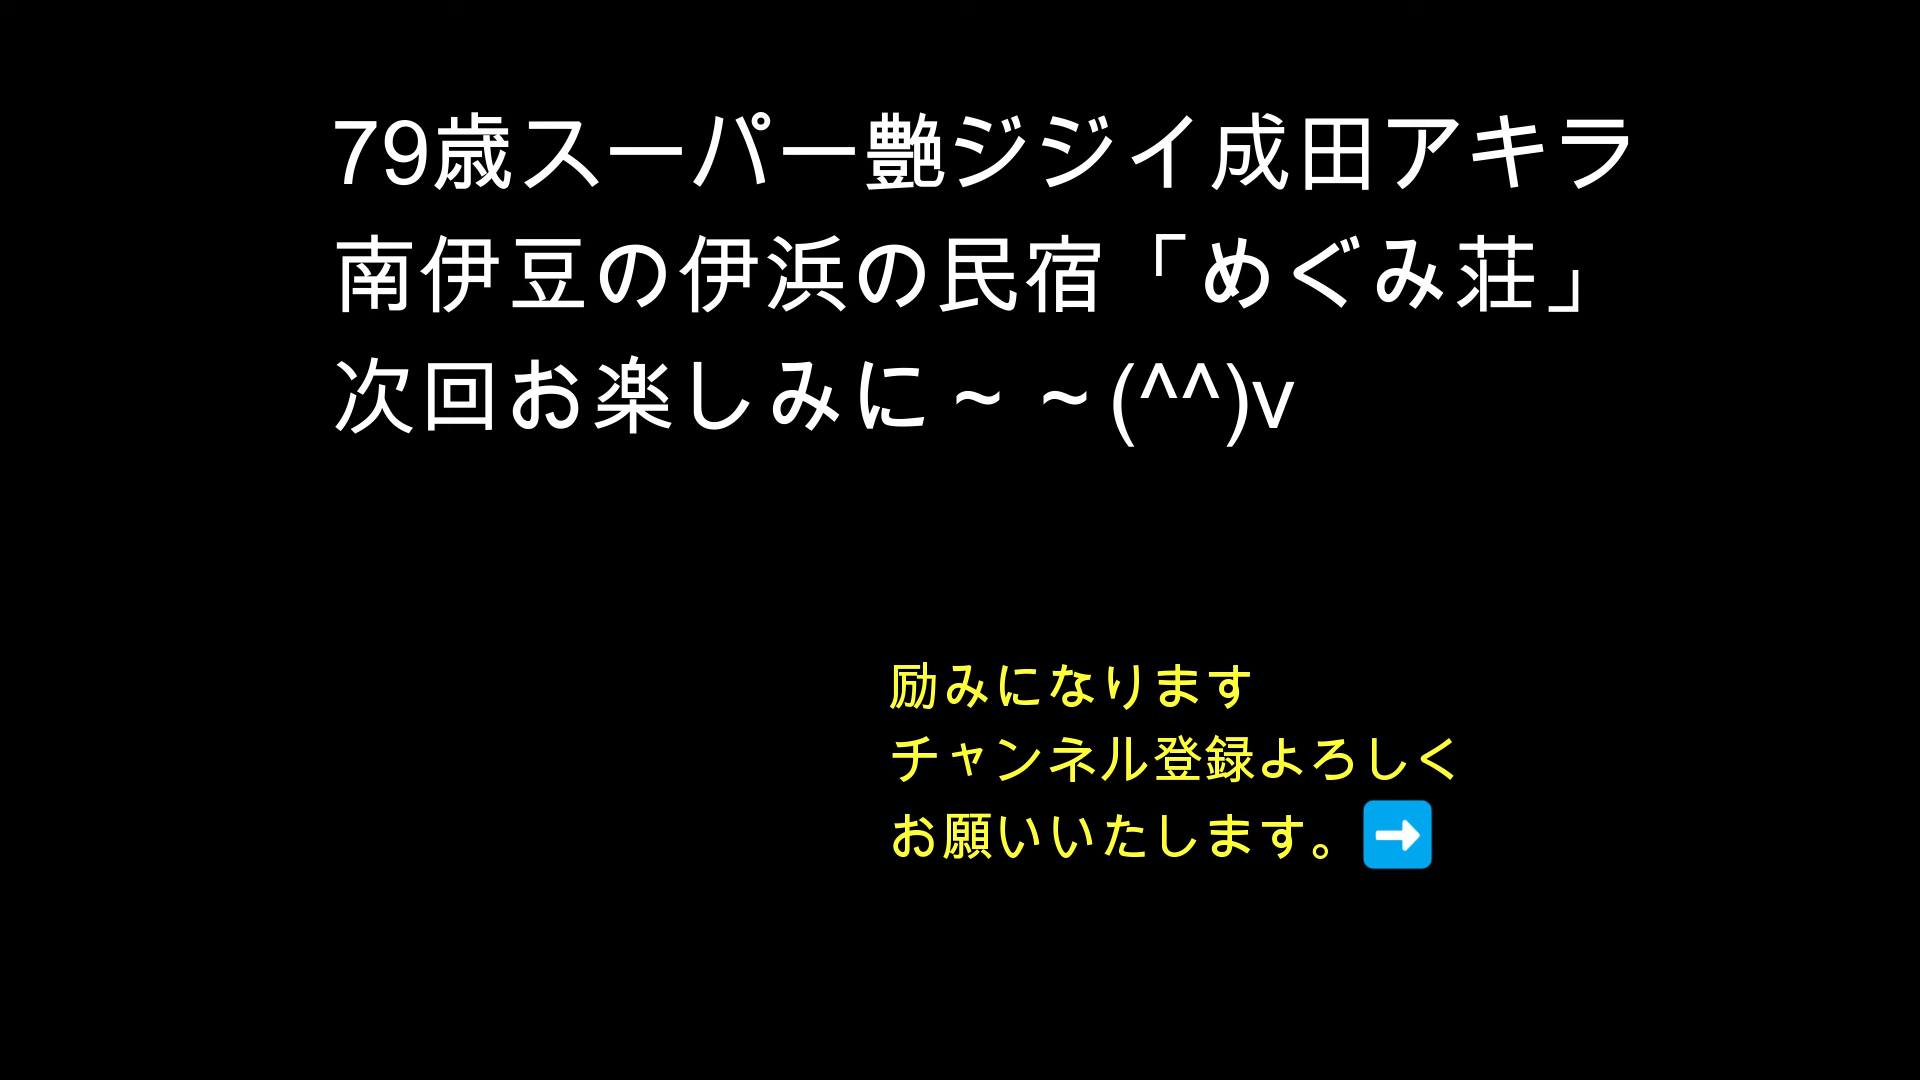 79歳スーパー艶ジジイ成田アキラ
南伊豆の伊浜の民宿「めぐみ荘」
次回お楽しみに～～(^^)v
励みになります
チャンネル登録よろしく
お願いいたします。➡